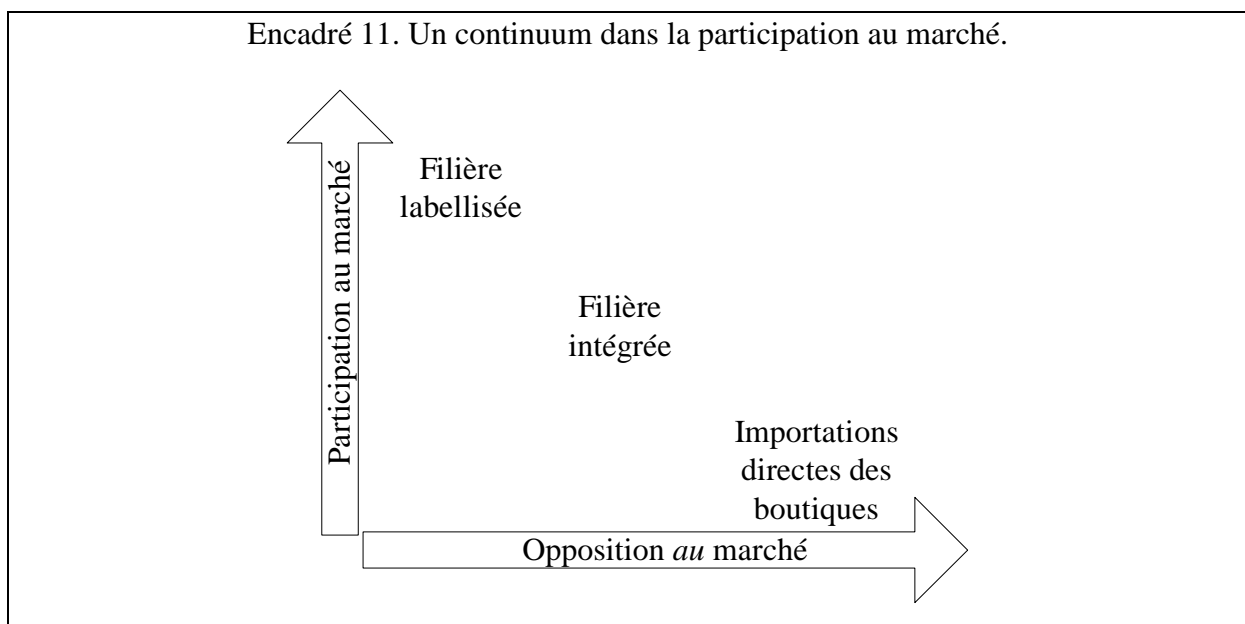 Encadré 11. Un continuum dans la participation au marché.
Participation au marché
Filière
labellisée
Filière
intégrée
Importations
directes des
boutiques
Opposition au marché